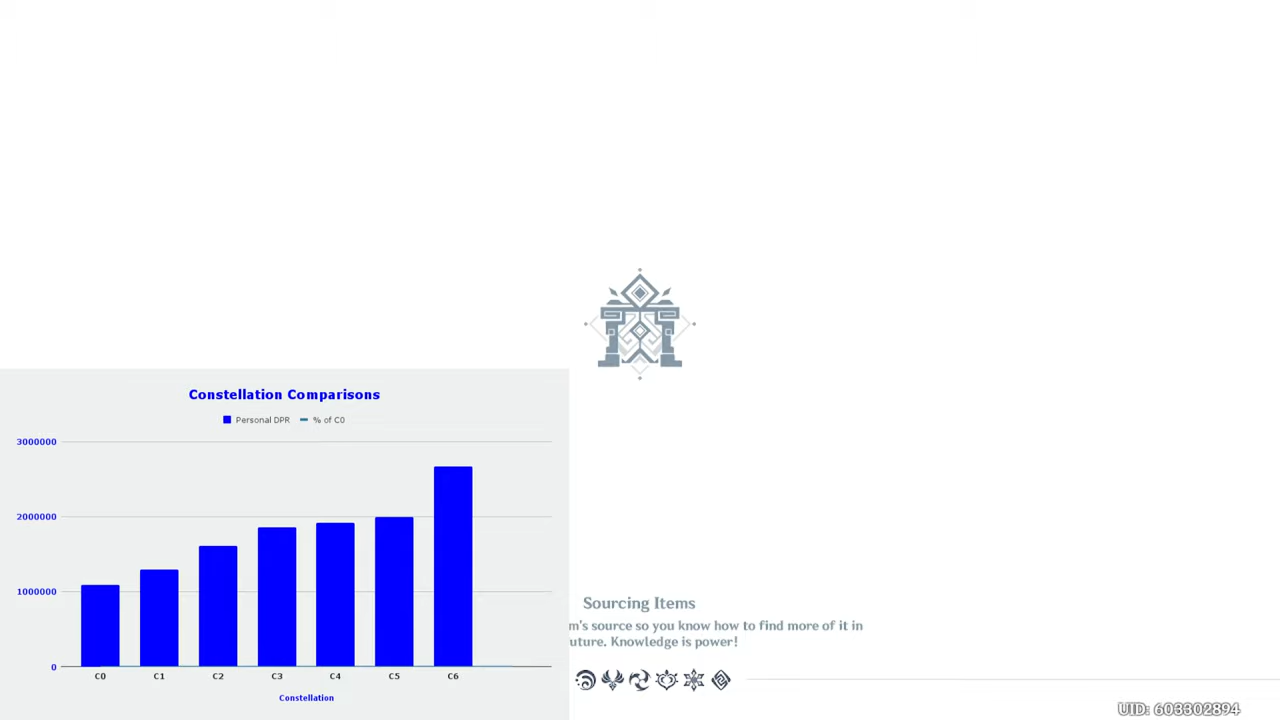 Constellation Comparisons
Personal DPR
% of C0
3000000
2000000
1000000
0
C0 C1 C2 C3 C4 C5 C6
Constellation
Sourcing Items
m's source so you know how to find more of it in
uture. Knowledge is power!
UID: 603302894